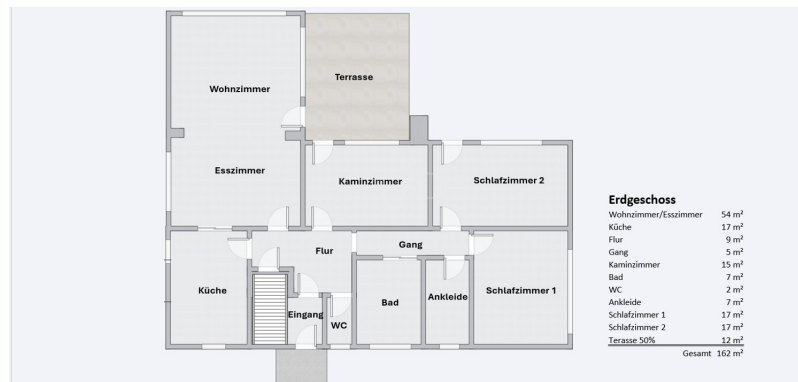 Wohnzimmer
Terrasse
Esszimmer
Kaminzimmer
Schlafzimmer 2
Flur
Gang
Küche
Eingang
WC
Bad
Ankleide
Schlafzimmer 1
Erdgeschoss
Wohnzimmer/Esszimmer 54 m²
Küche 17 m²
Flur 9 m²
Gang 5 m²
Kaminzimmer 15 m²
Bad 7 m²
WC 2 m²
Ankleide 7 m²
Schlafzimmer 1 17 m²
Schlafzimmer 2 17 m²
Terasse 50% 12 m²
Gesamt 162 m²